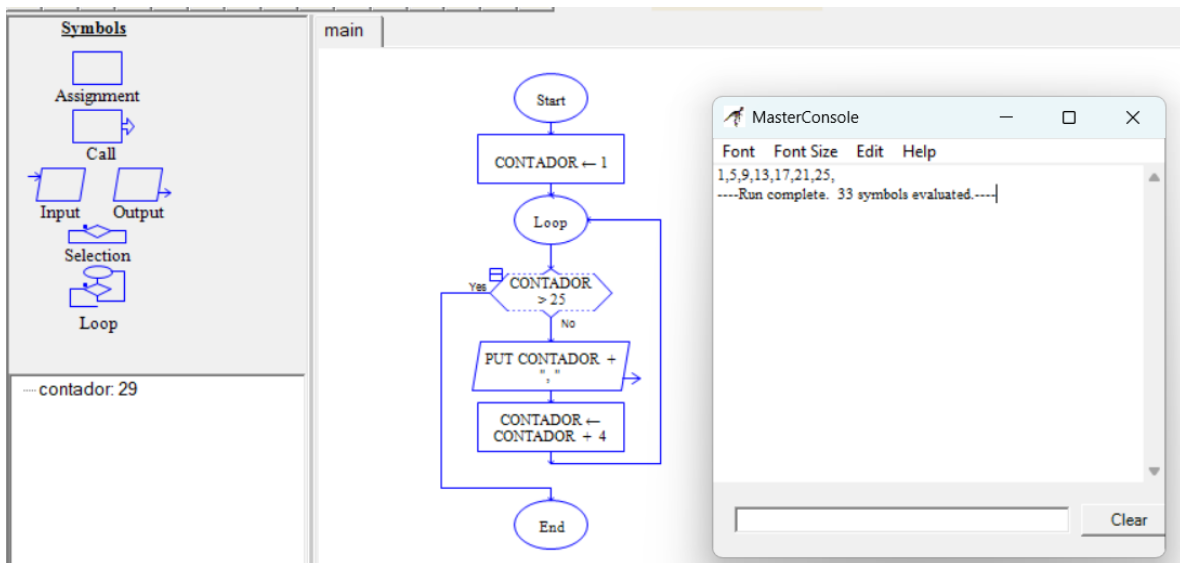 Symbols
Assignment
Call
Input Output
Selection
Loop
contador: 29
main
Start
CONTADOR ← 1
Loop
CONTADOR
> 25
Yes
No
PUT CONTADOR +
","
CONTADOR ←
CONTADOR + 4
End
MasterConsole
Font Font Size Edit Help
1,5,9,13,17,21,25,
----Run complete. 33 symbols evaluated.----
Clear